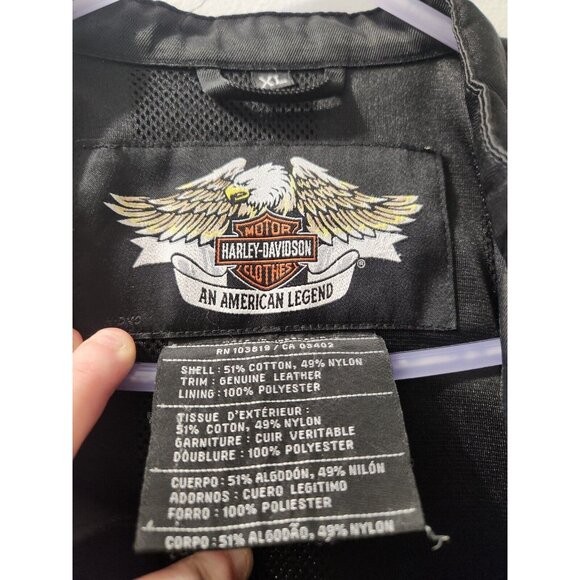 XL
MOTOR
HARLEY-DAVIDSON
CLOTHES
®
AN AMERICAN LEGEND
RN 103819 / CA 03402
SHELL : 51% COTTON, 49% NYLON
TRIM : GENUINE LEATHER
LINING : 100% POLYESTER
TISSUE D'EXTÉRIEUR :
51% COTON, 49% NYLON
GARNITURE : CUIR VERITABLE
DOUBLURE : 100% POLYESTER
CUERPO : 51% ALGODÓN, 49% NILÓN
ADORNOS : CUERO LEGITIMO
FORRO : 100% POLIESTER
CORPO : 51% ALGODÃO, 49% NYLON